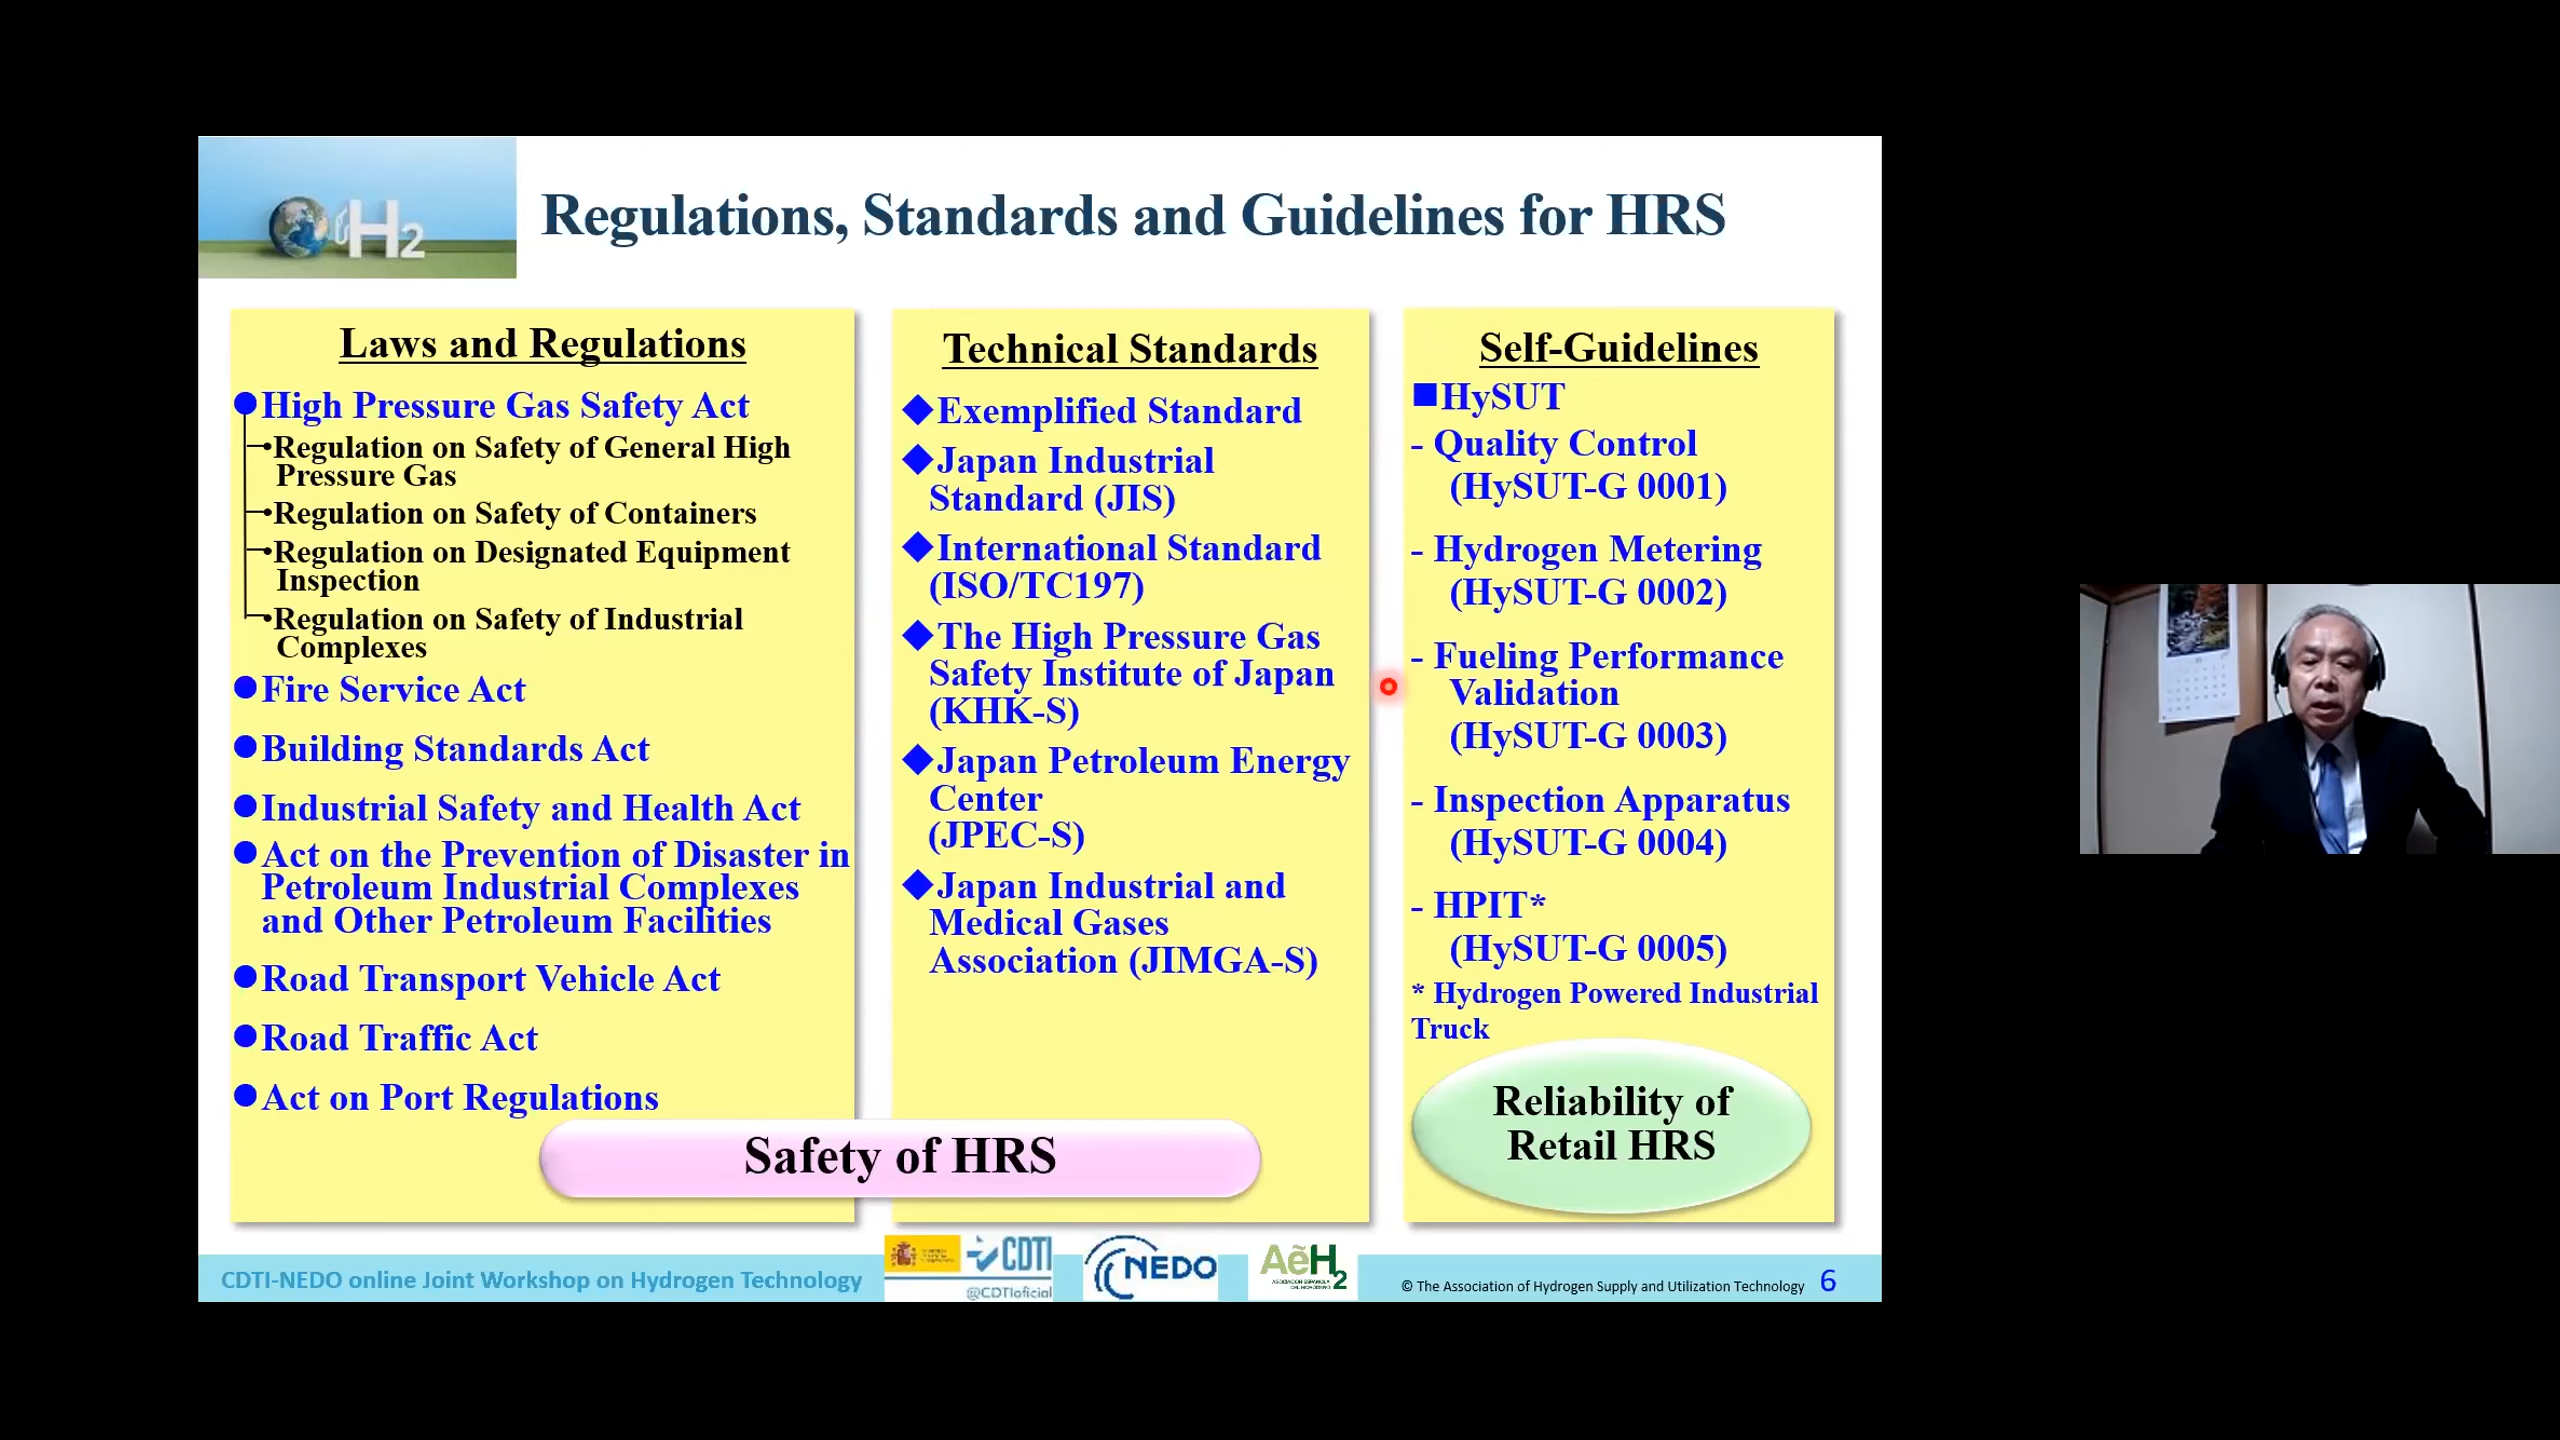 H2
Regulations, Standards and Guidelines for HRS
Laws and Regulations
●High Pressure Gas Safety Act
•Regulation on Safety of General High
Pressure Gas
•Regulation on Safety of Containers
•Regulation on Designated Equipment
Inspection
•Regulation on Safety of Industrial
Complexes
●Fire Service Act
●Building Standards Act
●Industrial Safety and Health Act
●Act on the Prevention of Disaster in
Petroleum Industrial Complexes
and Other Petroleum Facilities
●Road Transport Vehicle Act
●Road Traffic Act
●Act on Port Regulations
Technical Standards
◆Exemplified Standard
◆Japan Industrial
Standard (JIS)
◆International Standard
(ISO/TC197)
◆The High Pressure Gas
Safety Institute of Japan
(KHK-S)
◆Japan Petroleum Energy
Center
(JPEC-S)
◆Japan Industrial and
Medical Gases
Association (JIMGA-S)
Safety of HRS
Self-Guidelines
■HySUT
- Quality Control
(HySUT-G 0001)
- Hydrogen Metering
(HySUT-G 0002)
- Fueling Performance
Validation
(HySUT-G 0003)
- Inspection Apparatus
(HySUT-G 0004)
- HPIT*
(HySUT-G 0005)
* Hydrogen Powered Industrial
Truck
Reliability of
Retail HRS
CDTI-NEDO online Joint Workshop on Hydrogen Technology
CDTI
@CDTIoficial
NEDO
AeH2
© The Association of Hydrogen Supply and Utilization Technology
6